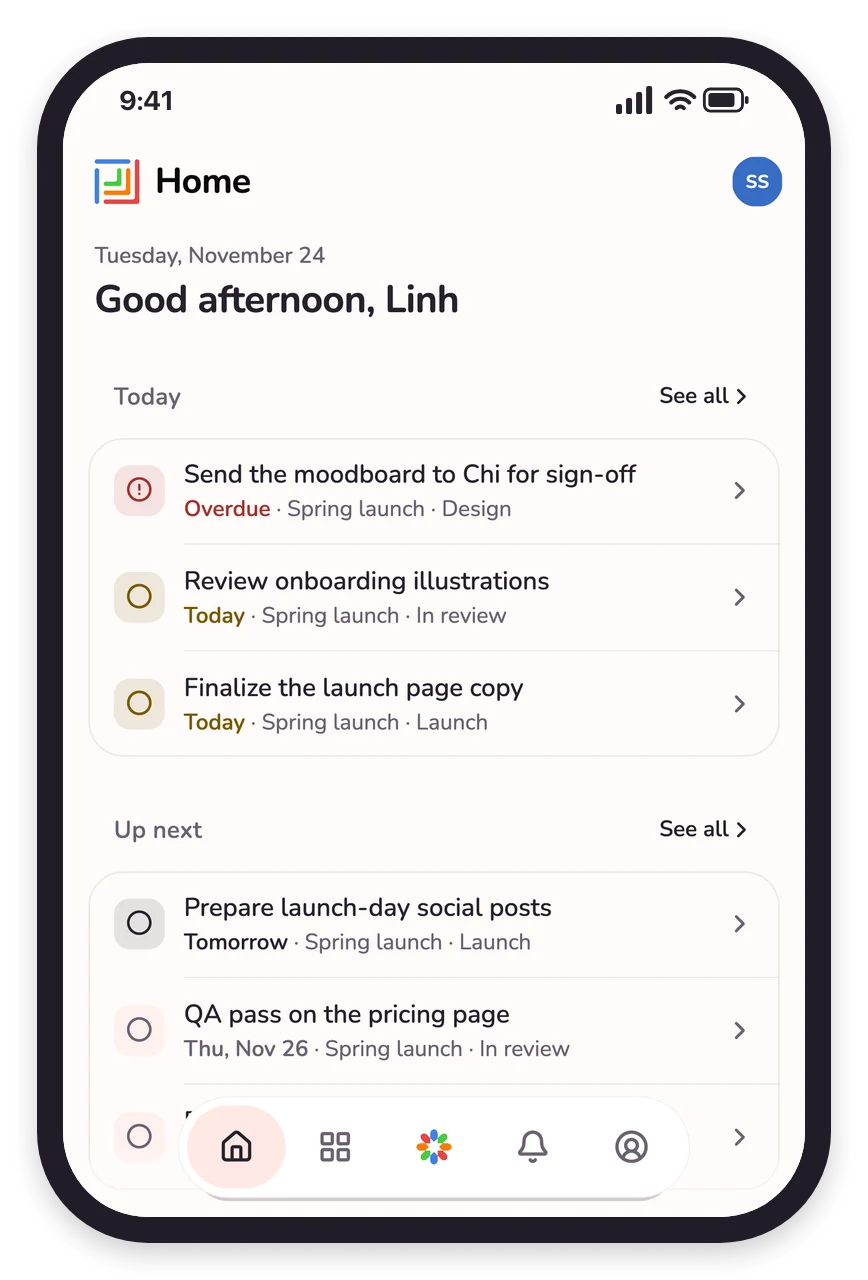 9:41
Home
SS
Tuesday, November 24
Good afternoon, Linh
Today
See all
Send the moodboard to Chi for sign-off
Overdue · Spring launch · Design
Review onboarding illustrations
Today · Spring launch · In review
Finalize the launch page copy
Today · Spring launch · Launch
Up next
See all
Prepare launch-day social posts
Tomorrow · Spring launch · Launch
QA pass on the pricing page
Thu, Nov 26 · Spring launch · In review